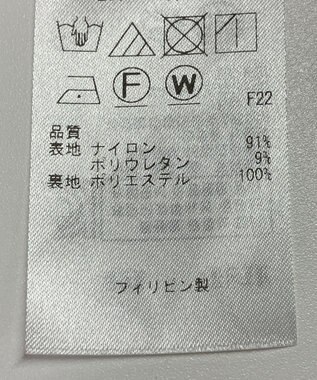 F W
F22
品質
表地 ナイロン 91%
ポリウレタン 9%
裏地 ポリエステル 100%
フィリピン製